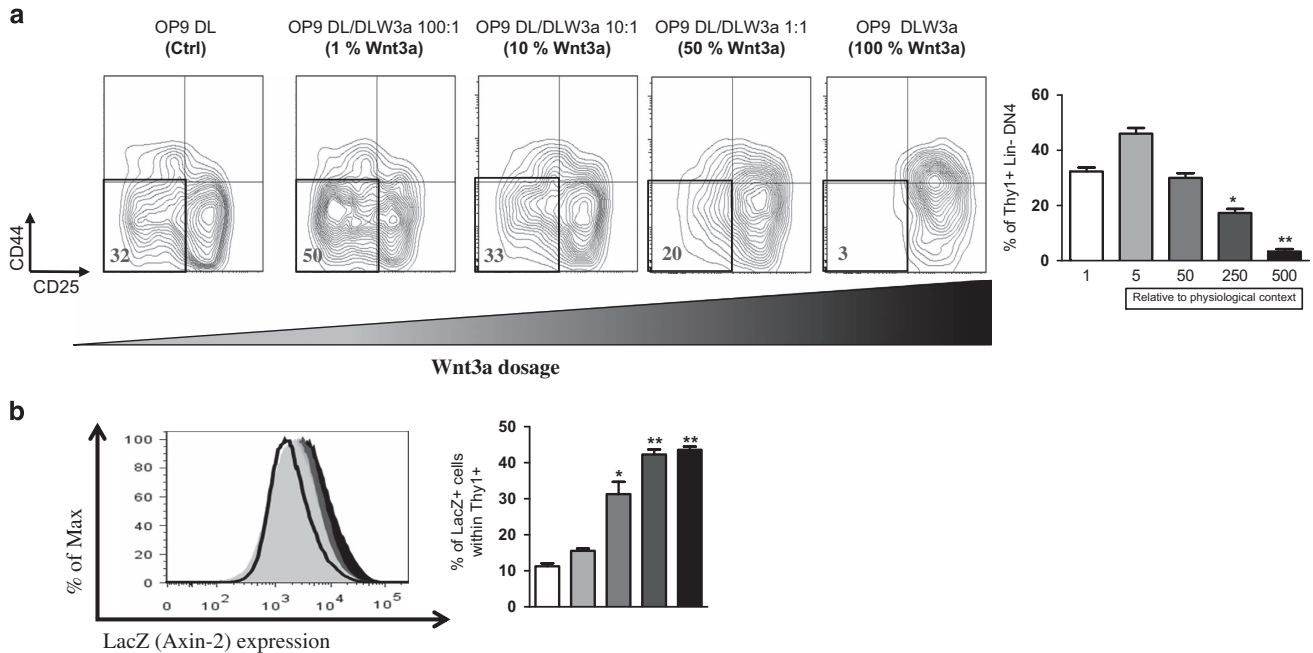 a
OP9 DL
(Ctrl)
OP9 DL/DLW3a 100:1
(1 % Wnt3a)
OP9 DL/DLW3a 10:1
(10 % Wnt3a)
OP9 DL/DLW3a 1:1
(50 % Wnt3a)
OP9 DLW3a
(100 % Wnt3a)
CD44
CD25
32
50
33
20
3
Wnt3a dosage
% of Thy1+ Lin- DN4
60
40
20
0
*
**
1 5 50 250 500
Relative to physiological context
b
% of Max
100
80
60
40
20
0
0 10^2 10^3 10^4 10^5
LacZ (Axin-2) expression
% of LacZ+ cells
within Thy1+
50
40
30
20
10
0
* ** **